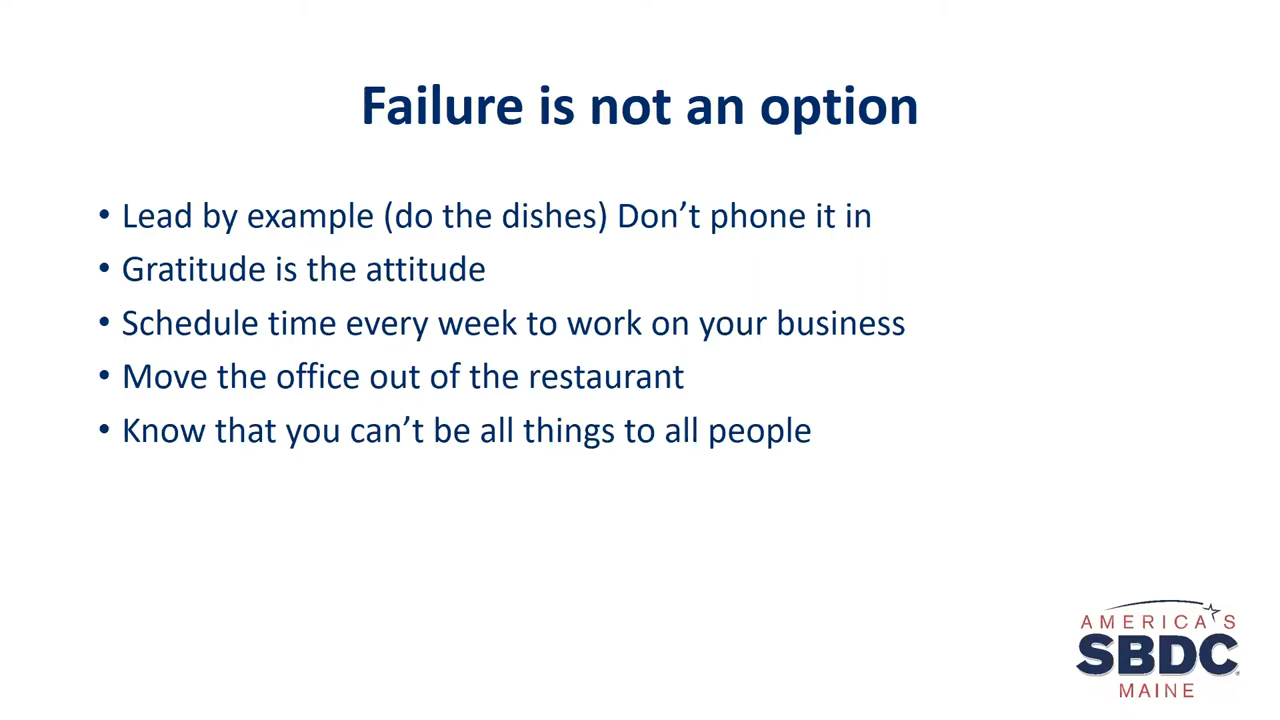 Failure is not an option
• Lead by example (do the dishes) Don’t phone it in
• Gratitude is the attitude
• Schedule time every week to work on your business
• Move the office out of the restaurant
• Know that you can’t be all things to all people
AMERICA'S
SBDC®
MAINE